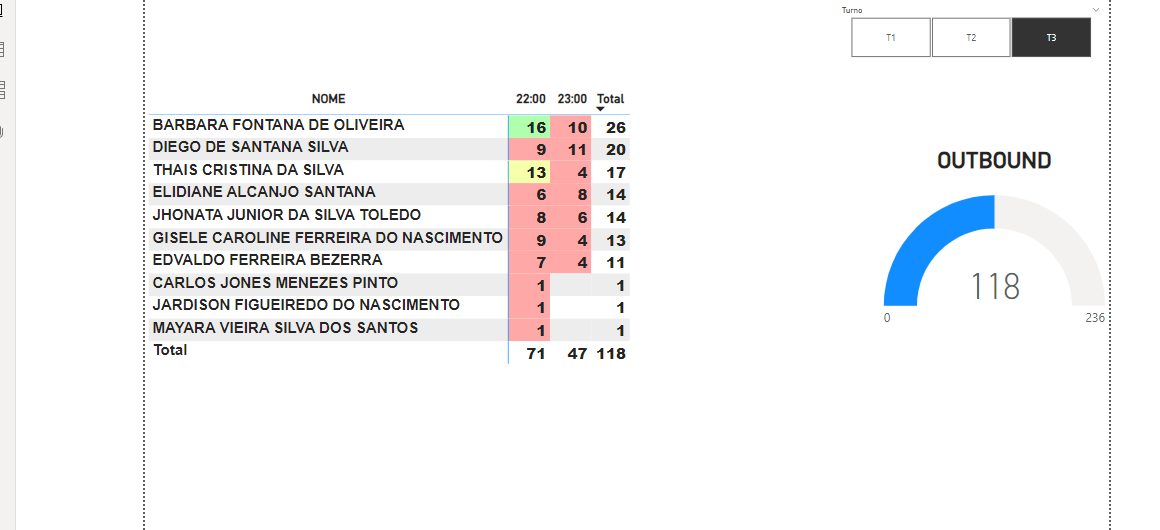 Turno
T1 T2 T3
NOME 22:00 23:00 Total
BARBARA FONTANA DE OLIVEIRA 16 10 26
DIEGO DE SANTANA SILVA 9 11 20
THAIS CRISTINA DA SILVA 13 4 17
ELIDIANE ALCANJO SANTANA 6 8 14
JHONATA JUNIOR DA SILVA TOLEDO 8 6 14
GISELE CAROLINE FERREIRA DO NASCIMENTO 9 4 13
EDVALDO FERREIRA BEZERRA 7 4 11
CARLOS JONES MENEZES PINTO 1 1
JARDISON FIGUEIREDO DO NASCIMENTO 1 1
MAYARA VIEIRA SILVA DOS SANTOS 1 1
Total 71 47 118
OUTBOUND
118
0 236